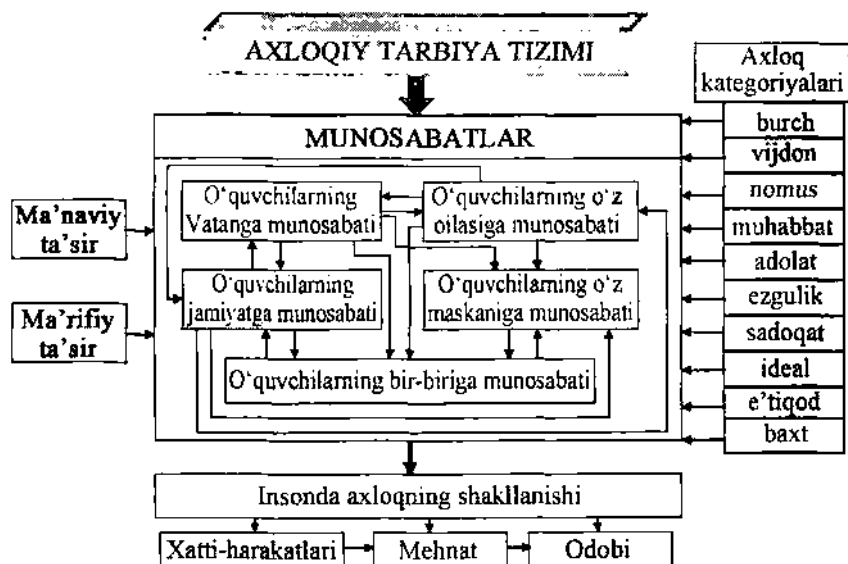 AXLOQIY TARBIYA TIZIMI
Axloq
kategoriyalari
MUNOSABATLAR
burch
vijdon
nomus
muhabbat
adolat
ezgulik
sadoqat
ideal
e'tiqod
baxt
Ma'naviy
ta'sir
Ma'rifiy
ta'sir
O‘quvchilarning
Vatanga munosabati
O‘quvchilarning o‘z
oilasiga munosabati
O‘quvchilarning
jamiyatga munosabati
O‘quvchilarning o‘z
maskaniga munosabati
O‘quvchilarning bir-biriga munosabati
Insonda axloqning shakllanishi
Xatti-harakatlari
Mehnat
Odobi